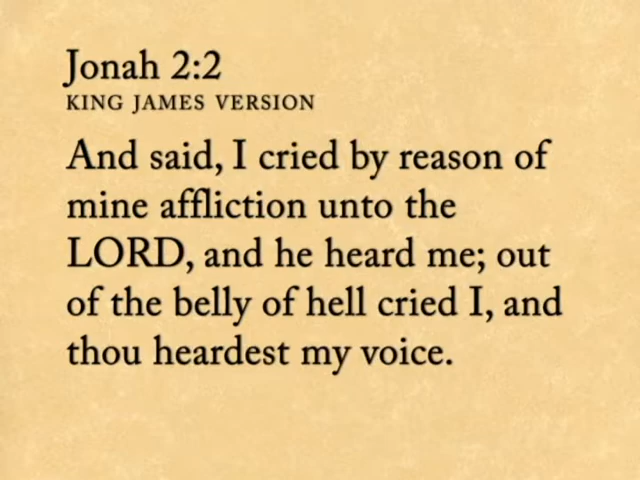 Jonah 2:2
KING JAMES VERSION
And said, I cried by reason of
mine affliction unto the
LORD, and he heard me; out
of the belly of hell cried I, and
thou heardest my voice.